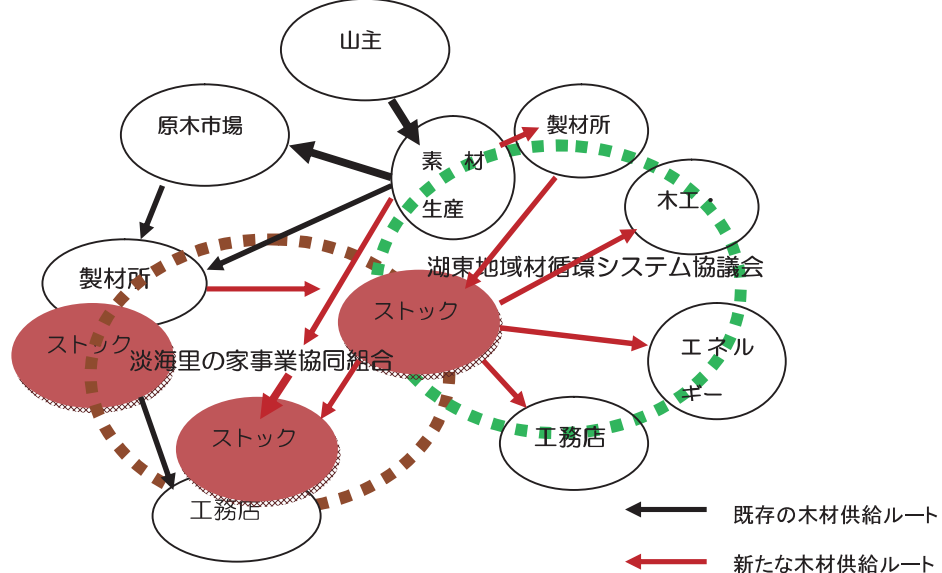 山主
原木市場
製材所
素　材
生産
木工・
湖東地域材循環システム協議会
製材所
ストック
ストック
エネル
ギー
淡海里の家事業協同組合
ストック
工務店
工務店
既存の木材供給ルート
新たな木材供給ルート